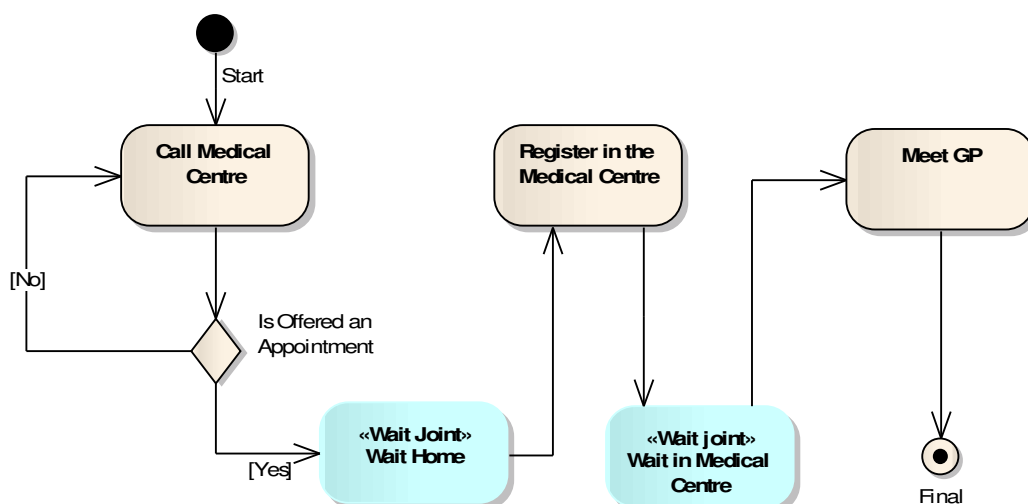 Start
Call Medical
Centre
[No]
Is Offered an
Appointment
[Yes]
«Wait Joint»
Wait Home
Register in the
Medical Centre
«Wait joint»
Wait in Medical
Centre
Meet GP
Final